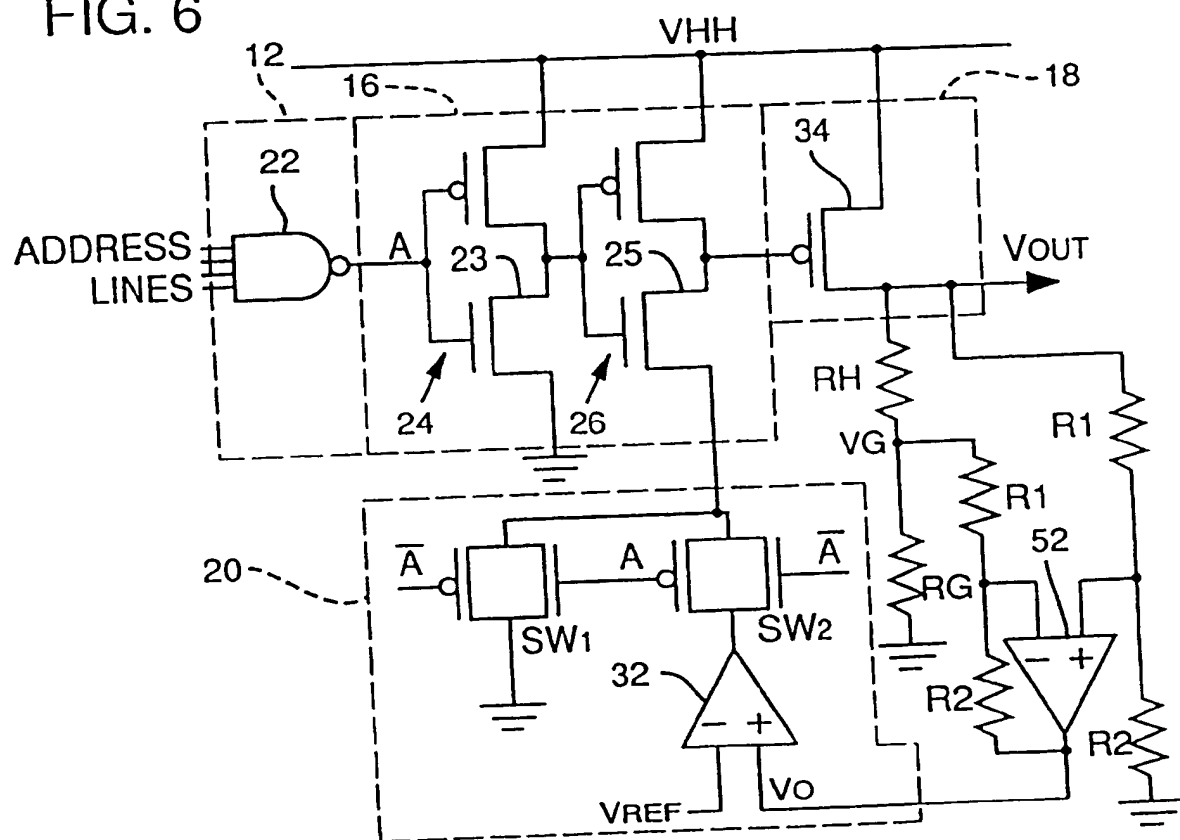 FIG. 6
VHH
12
16
18
34
22
ADDRESS
LINES
A
23
25
VOUT
24
26
RH
R1
VG
R1
52
20
A̅
A
A̅
RG
SW1
SW2
32
− +
R2
− +
R2
VREF
VO